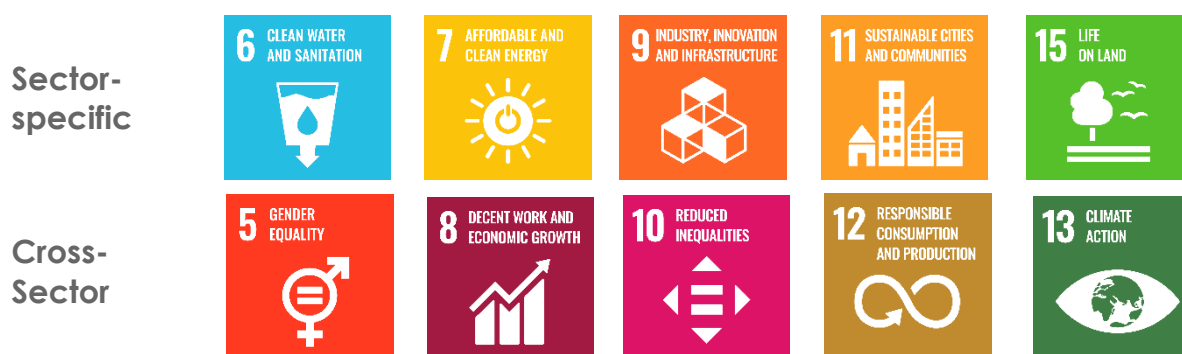 Sector-
specific
6 CLEAN WATER
AND SANITATION
7 AFFORDABLE AND
CLEAN ENERGY
9 INDUSTRY, INNOVATION
AND INFRASTRUCTURE
11 SUSTAINABLE CITIES
AND COMMUNITIES
15 LIFE
ON LAND
Cross-
Sector
5 GENDER
EQUALITY
8 DECENT WORK AND
ECONOMIC GROWTH
10 REDUCED
INEQUALITIES
12 RESPONSIBLE
CONSUMPTION
AND PRODUCTION
13 CLIMATE
ACTION